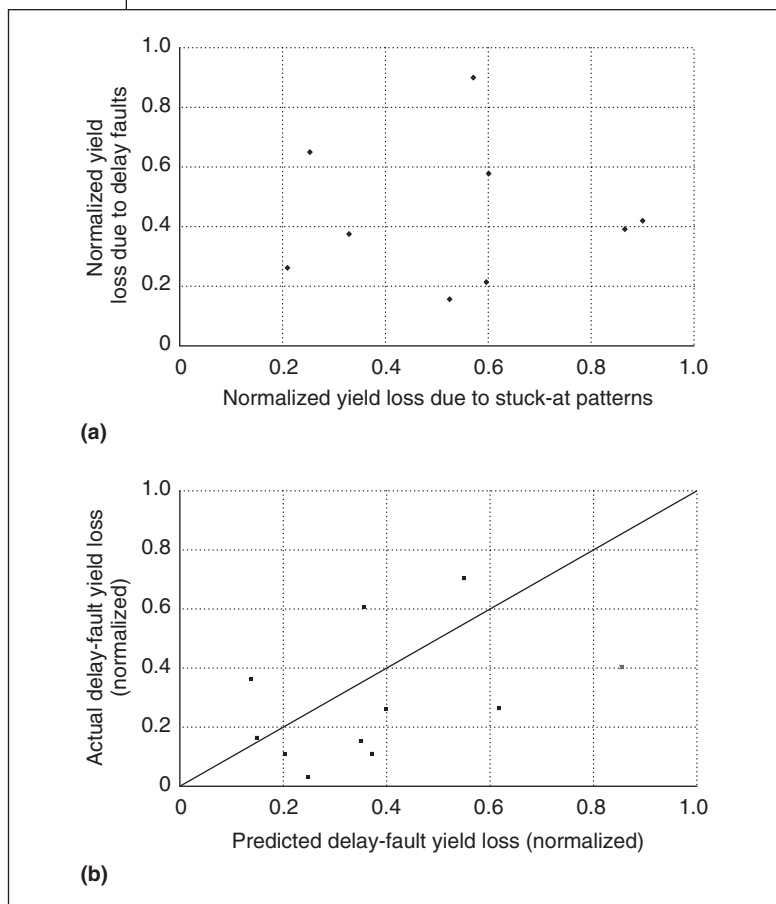 1.0
0.8
0.6
0.4
0.2
0
Normalized yield
loss due to delay faults
0 0.2 0.4 0.6 0.8 1.0
Normalized yield loss due to stuck-at patterns
(a)
1.0
0.8
0.6
0.4
0.2
0
Actual delay-fault yield loss
(normalized)
0 0.2 0.4 0.6 0.8 1.0
Predicted delay-fault yield loss (normalized)
(b)